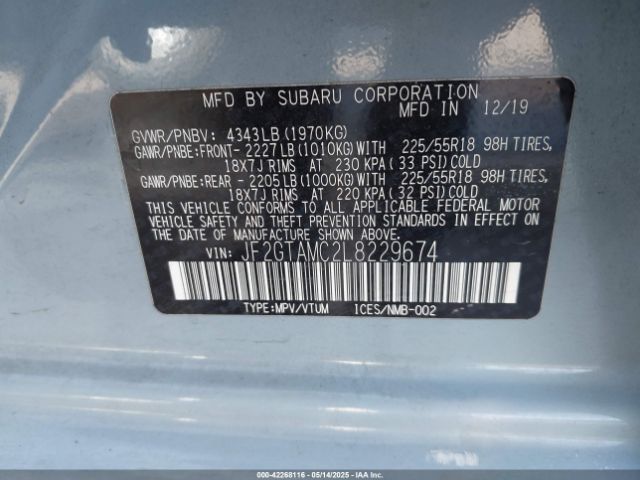 MFD BY SUBARU CORPORATION
MFD IN 12/19
GVWR/PNBV: 4343LB(1970KG)
GAWR/PNBE:FRONT-2227LB(1010KG)WITH 225/55R18 98H TIRES,
18X7J RIMS AT 230 KPA(33 PSI)COLD
GAWR/PNBE:REAR -2205LB(1000KG)WITH 225/55R18 98H TIRES,
18X7J RIMS AT 220 KPA(32 PSI)COLD
THIS VEHICLE CONFORMS TO ALL APPLICABLE FEDERAL MOTOR
VEHICLE SAFETY AND THEFT PREVENTION STANDARDS IN EFFECT ON
THE DATE OF MANUFACTURE SHOWN ABOVE.
VIN: JF2GTAMC2L8229674
TYPE:MPV/VTUM ICES/NMB-002
000-42268116 - 05/14/2025 - IAAI.COM